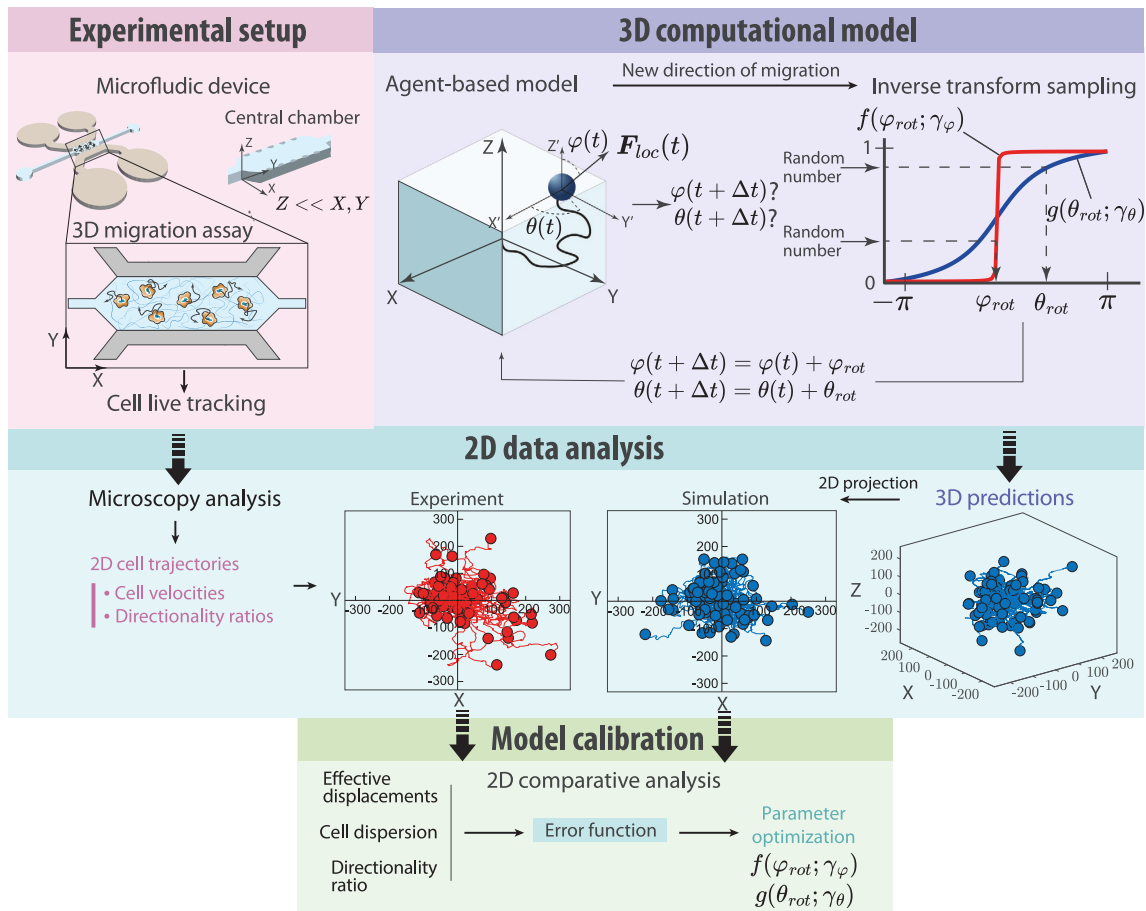 Experimental setup
Microfludic device
Central chamber
Z
Y
X
Z << X, Y
3D migration assay
Y
X
Cell live tracking
3D computational model
Agent-based model
New direction of migration
Inverse transform sampling
Z
Z'
φ(t)
F_loc(t)
X'
Y'
θ(t)
X
Y
φ(t + Δt)?
θ(t + Δt)?
f(φ_rot; γ_φ)
1
Random
number
g(θ_rot; γ_θ)
Random
number
0
−π
φ_rot
θ_rot
π
φ(t + Δt) = φ(t) + φ_rot
θ(t + Δt) = θ(t) + θ_rot
2D data analysis
Microscopy analysis
2D cell trajectories
• Cell velocities
• Directionality ratios
Experiment
300
200
100
Y
-300 -200 -100 100 200 300
-100
-200
-300
X
Simulation
300
200
100
Y
-300 -200 -100 100 200 300
-100
-200
-300
X
2D projection
3D predictions
200
100
Z 0
-100
-200
200
100
0
-100
-200
X
-200
-100
0
100
200
Y
Model calibration
2D comparative analysis
Effective
displacements
Cell dispersion
Directionality
ratio
Error function
Parameter
optimization
f(φ_rot; γ_φ)
g(θ_rot; γ_θ)